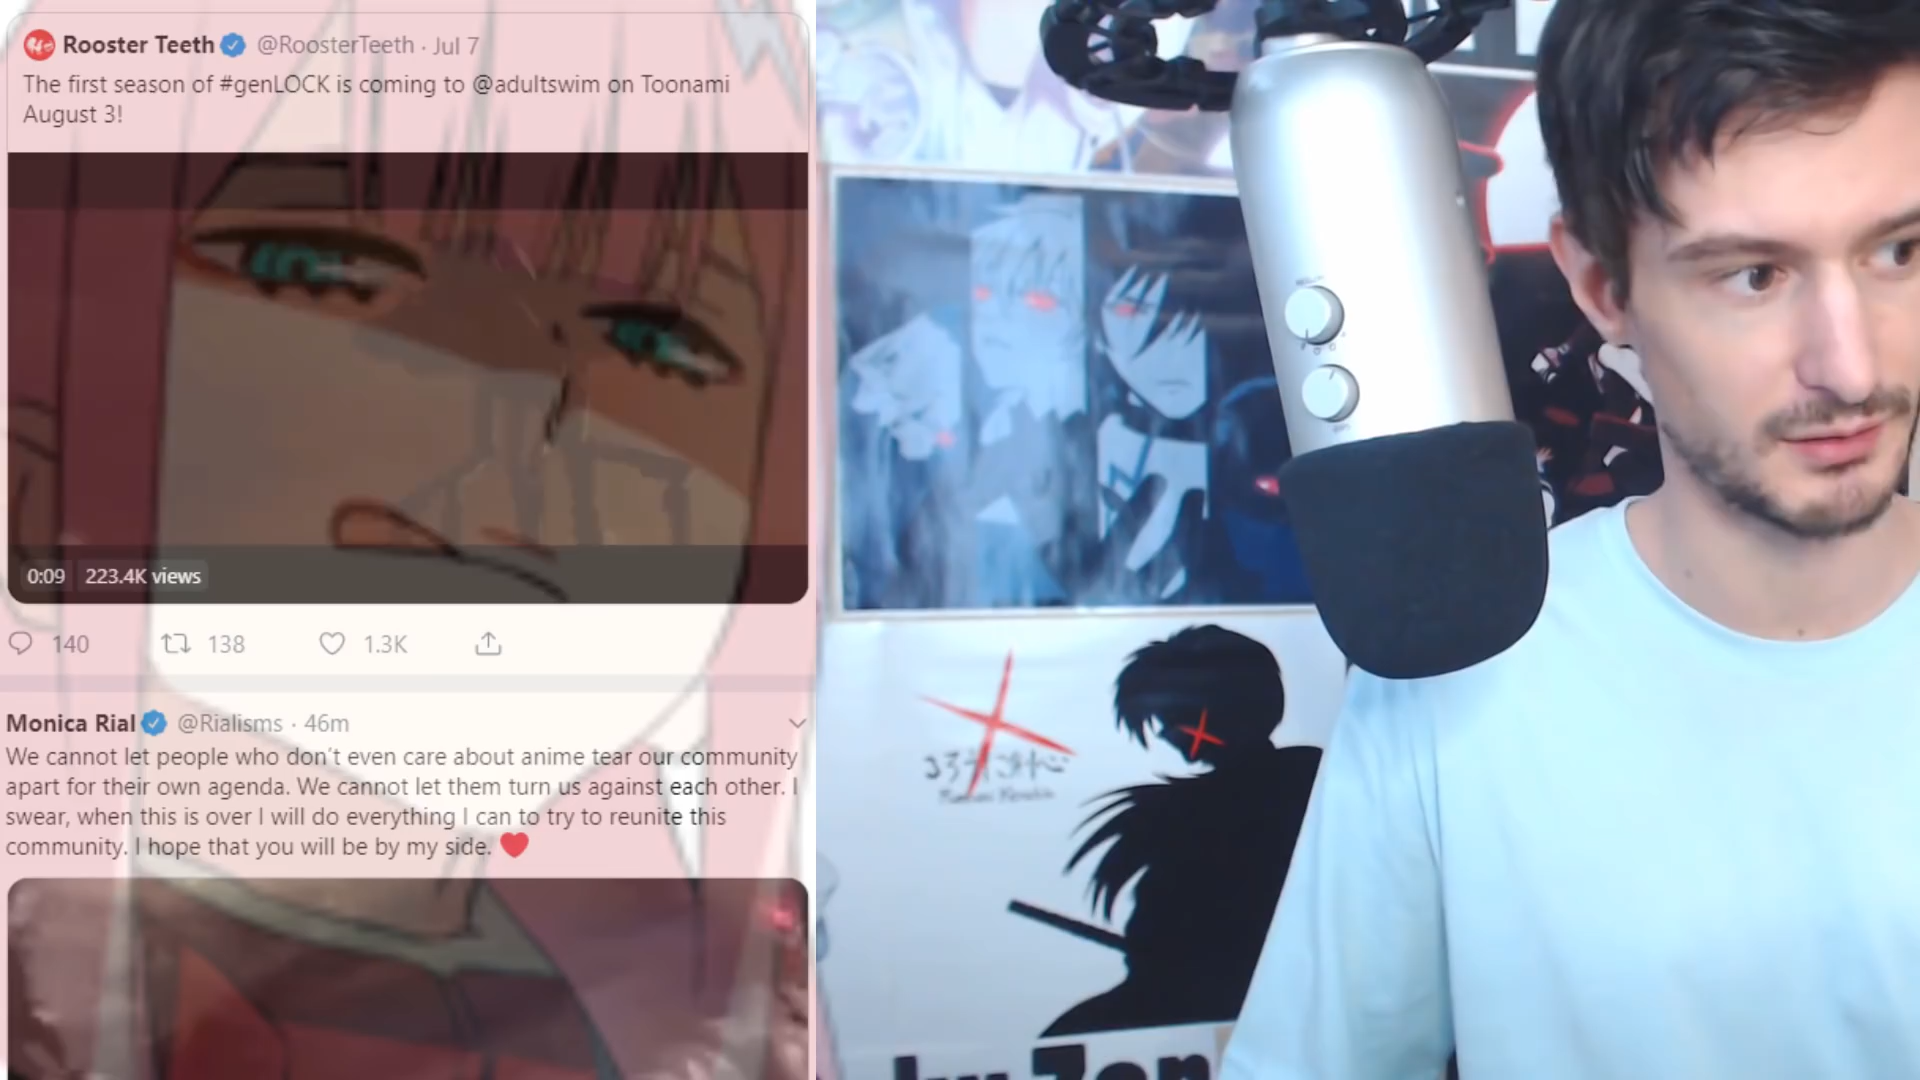 Rooster Teeth @RoosterTeeth · Jul 7
The first season of #genLOCK is coming to @adultswim on Toonami
August 3!
0:09 223.4K views
140 138 1.3K
Monica Rial @Rialisms · 46m
We cannot let people who don't even care about anime tear our community
apart for their own agenda. We cannot let them turn us against each other. I
swear, when this is over I will do everything I can to try to reunite this
community. I hope that you will be by my side. ❤️